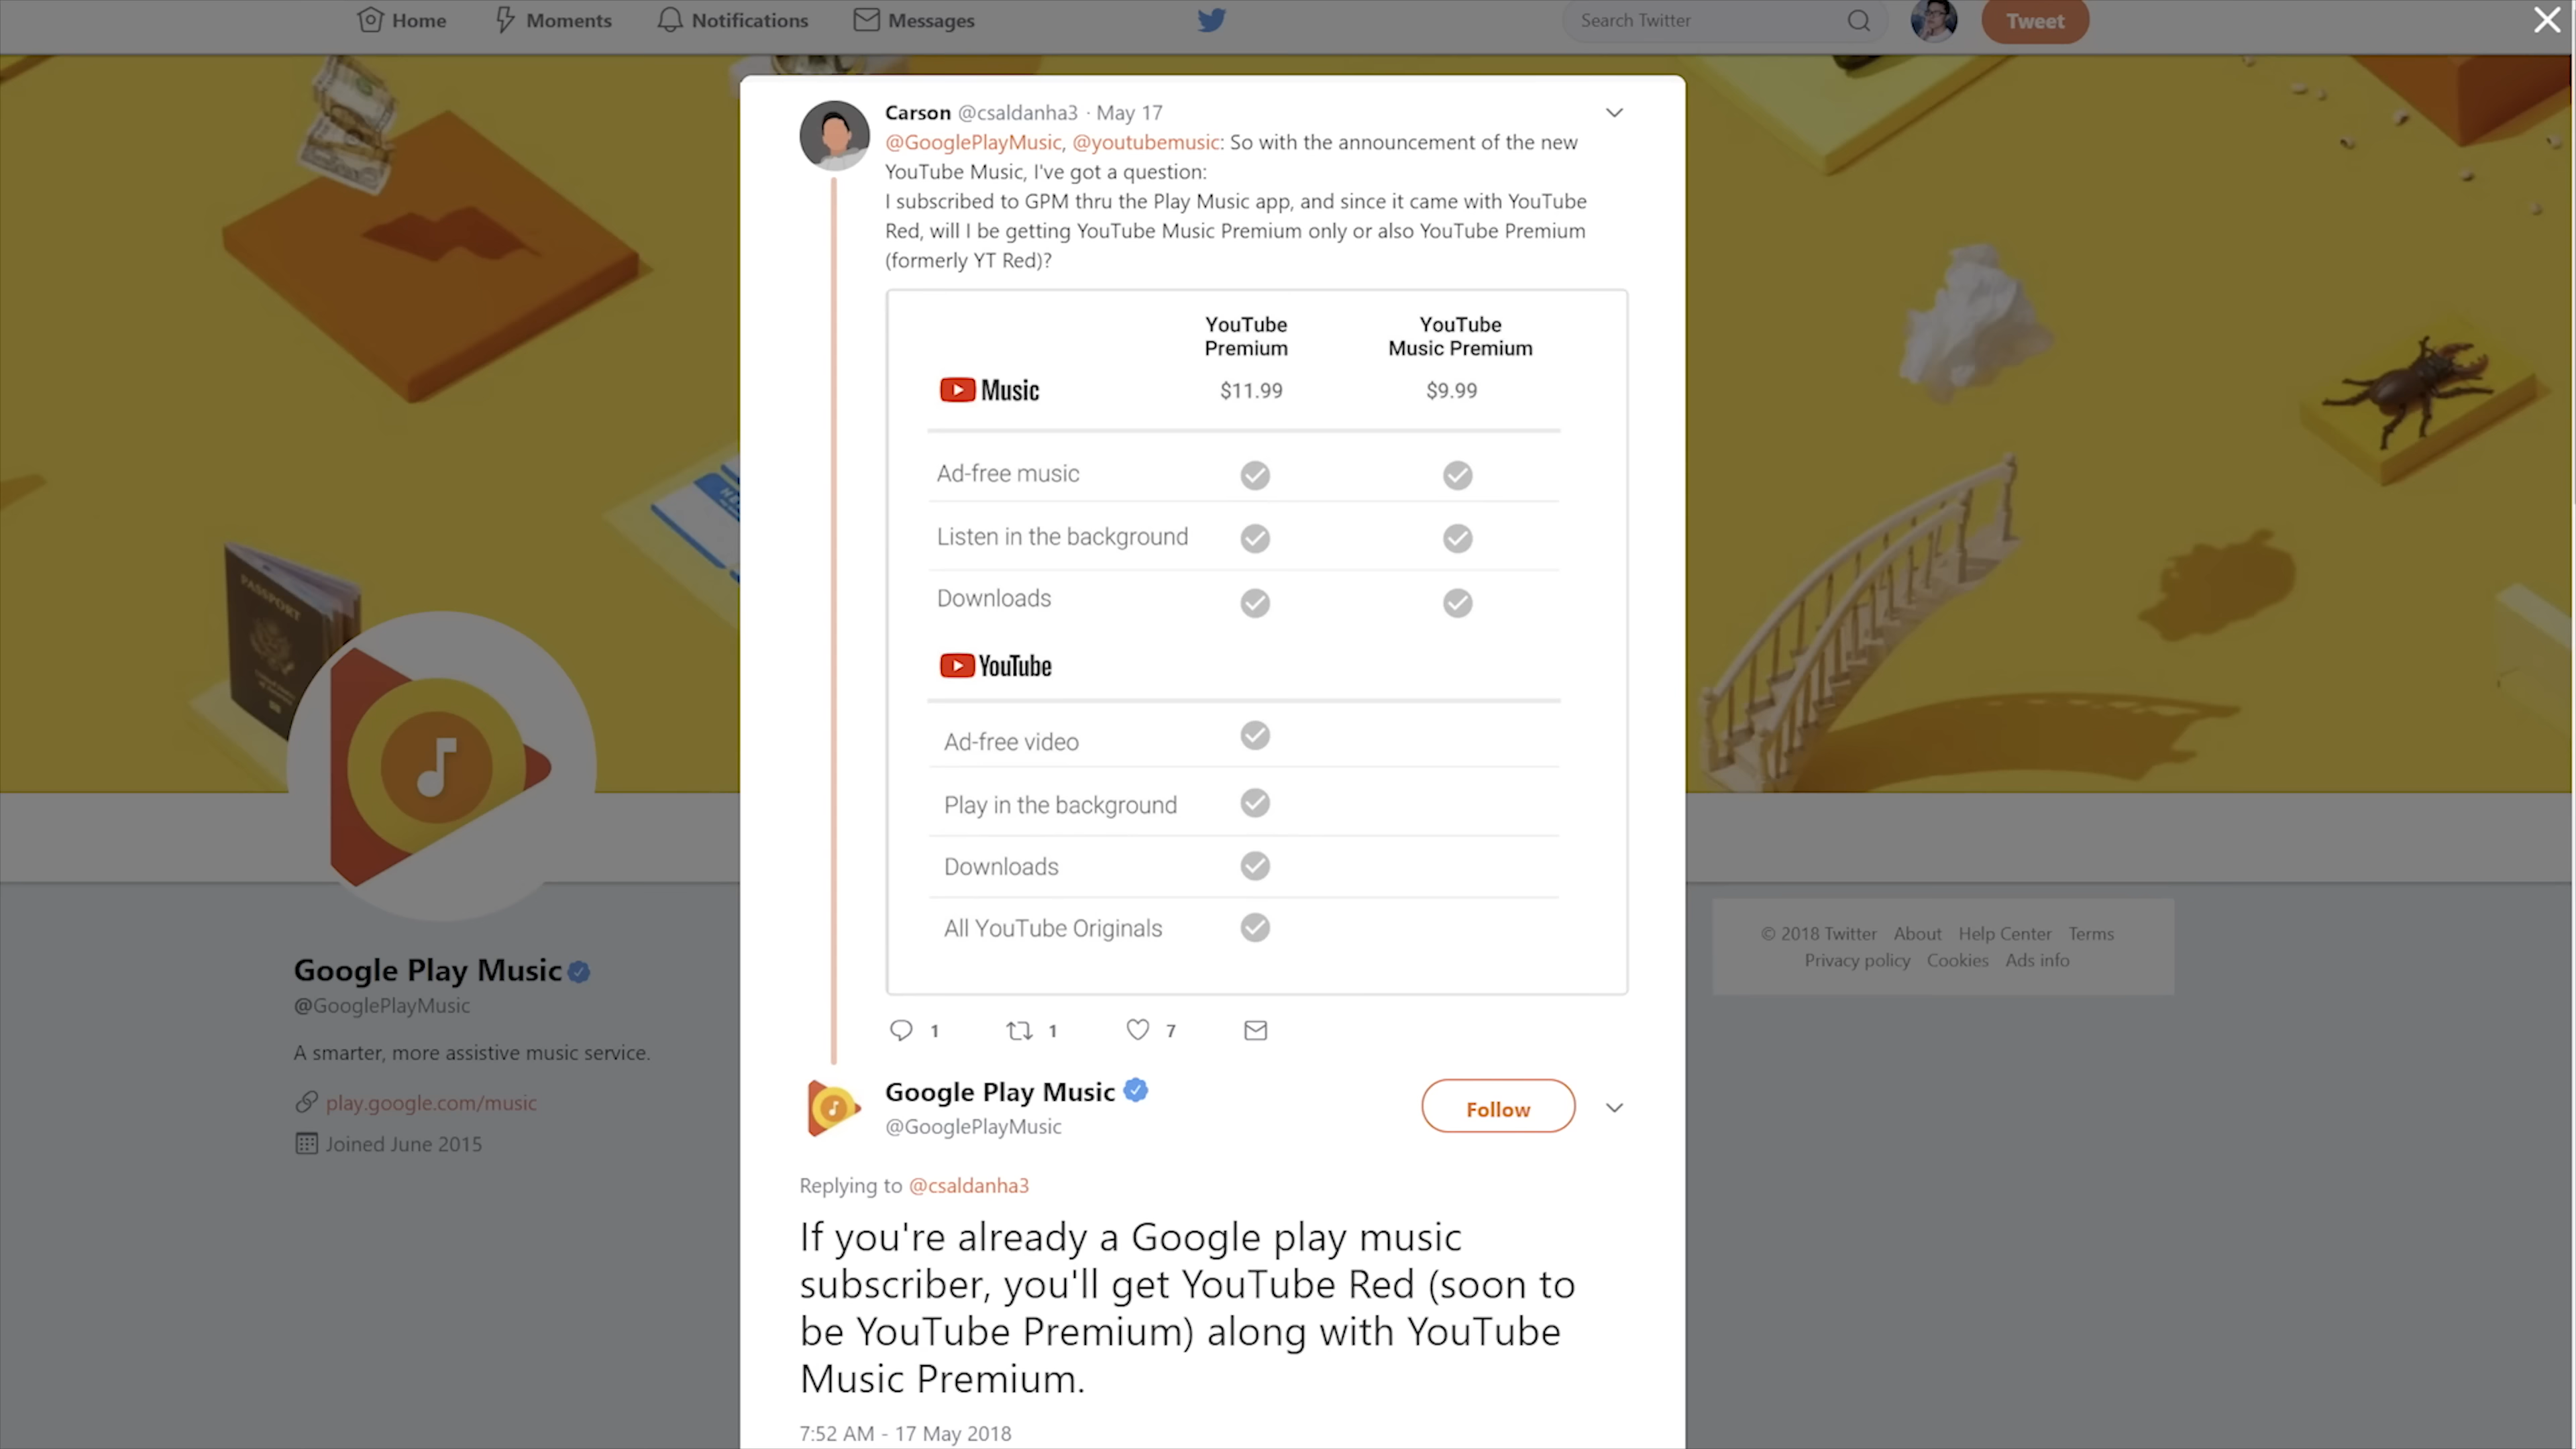 Home
Moments
Notifications
Messages
Search Twitter
Tweet
Carson @csaldanha3 · May 17
@GooglePlayMusic, @youtubemusic: So with the announcement of the new
YouTube Music, I've got a question:
I subscribed to GPM thru the Play Music app, and since it came with YouTube
Red, will I be getting YouTube Music Premium only or also YouTube Premium
(formerly YT Red)?
YouTube
Premium
YouTube
Music Premium
Music
$11.99
$9.99
Ad-free music
Listen in the background
Downloads
YouTube
Ad-free video
Play in the background
Downloads
All YouTube Originals
1
1
7
Google Play Music
@GooglePlayMusic
Follow
Replying to @csaldanha3
If you're already a Google play music
subscriber, you'll get YouTube Red (soon to
be YouTube Premium) along with YouTube
Music Premium.
7:52 AM - 17 May 2018
PASSPORT
Google Play Music
@GooglePlayMusic
A smarter, more assistive music service.
play.google.com/music
Joined June 2015
© 2018 Twitter About Help Center Terms
Privacy policy Cookies Ads info